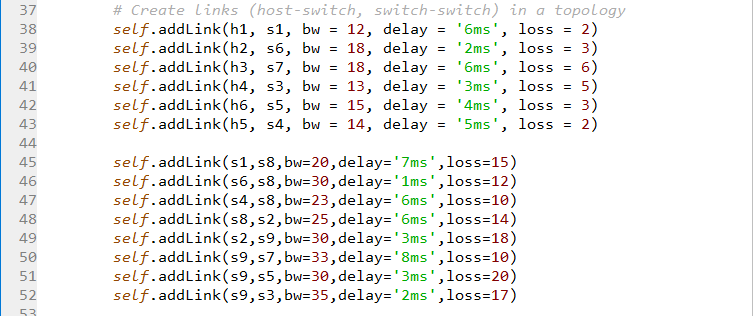 37 # Create links (host-switch, switch-switch) in a topology
38 self.addLink(h1, s1, bw = 12, delay = '6ms', loss = 2)
39 self.addLink(h2, s6, bw = 18, delay = '2ms', loss = 3)
40 self.addLink(h3, s7, bw = 18, delay = '6ms', loss = 6)
41 self.addLink(h4, s3, bw = 13, delay = '3ms', loss = 5)
42 self.addLink(h6, s5, bw = 15, delay = '4ms', loss = 3)
43 self.addLink(h5, s4, bw = 14, delay = '5ms', loss = 2)
44
45 self.addLink(s1,s8,bw=20,delay='7ms',loss=15)
46 self.addLink(s6,s8,bw=30,delay='1ms',loss=12)
47 self.addLink(s4,s8,bw=23,delay='6ms',loss=10)
48 self.addLink(s8,s2,bw=25,delay='6ms',loss=14)
49 self.addLink(s2,s9,bw=30,delay='3ms',loss=18)
50 self.addLink(s9,s7,bw=33,delay='8ms',loss=10)
51 self.addLink(s9,s5,bw=30,delay='3ms',loss=20)
52 self.addLink(s9,s3,bw=35,delay='2ms',loss=17)
53